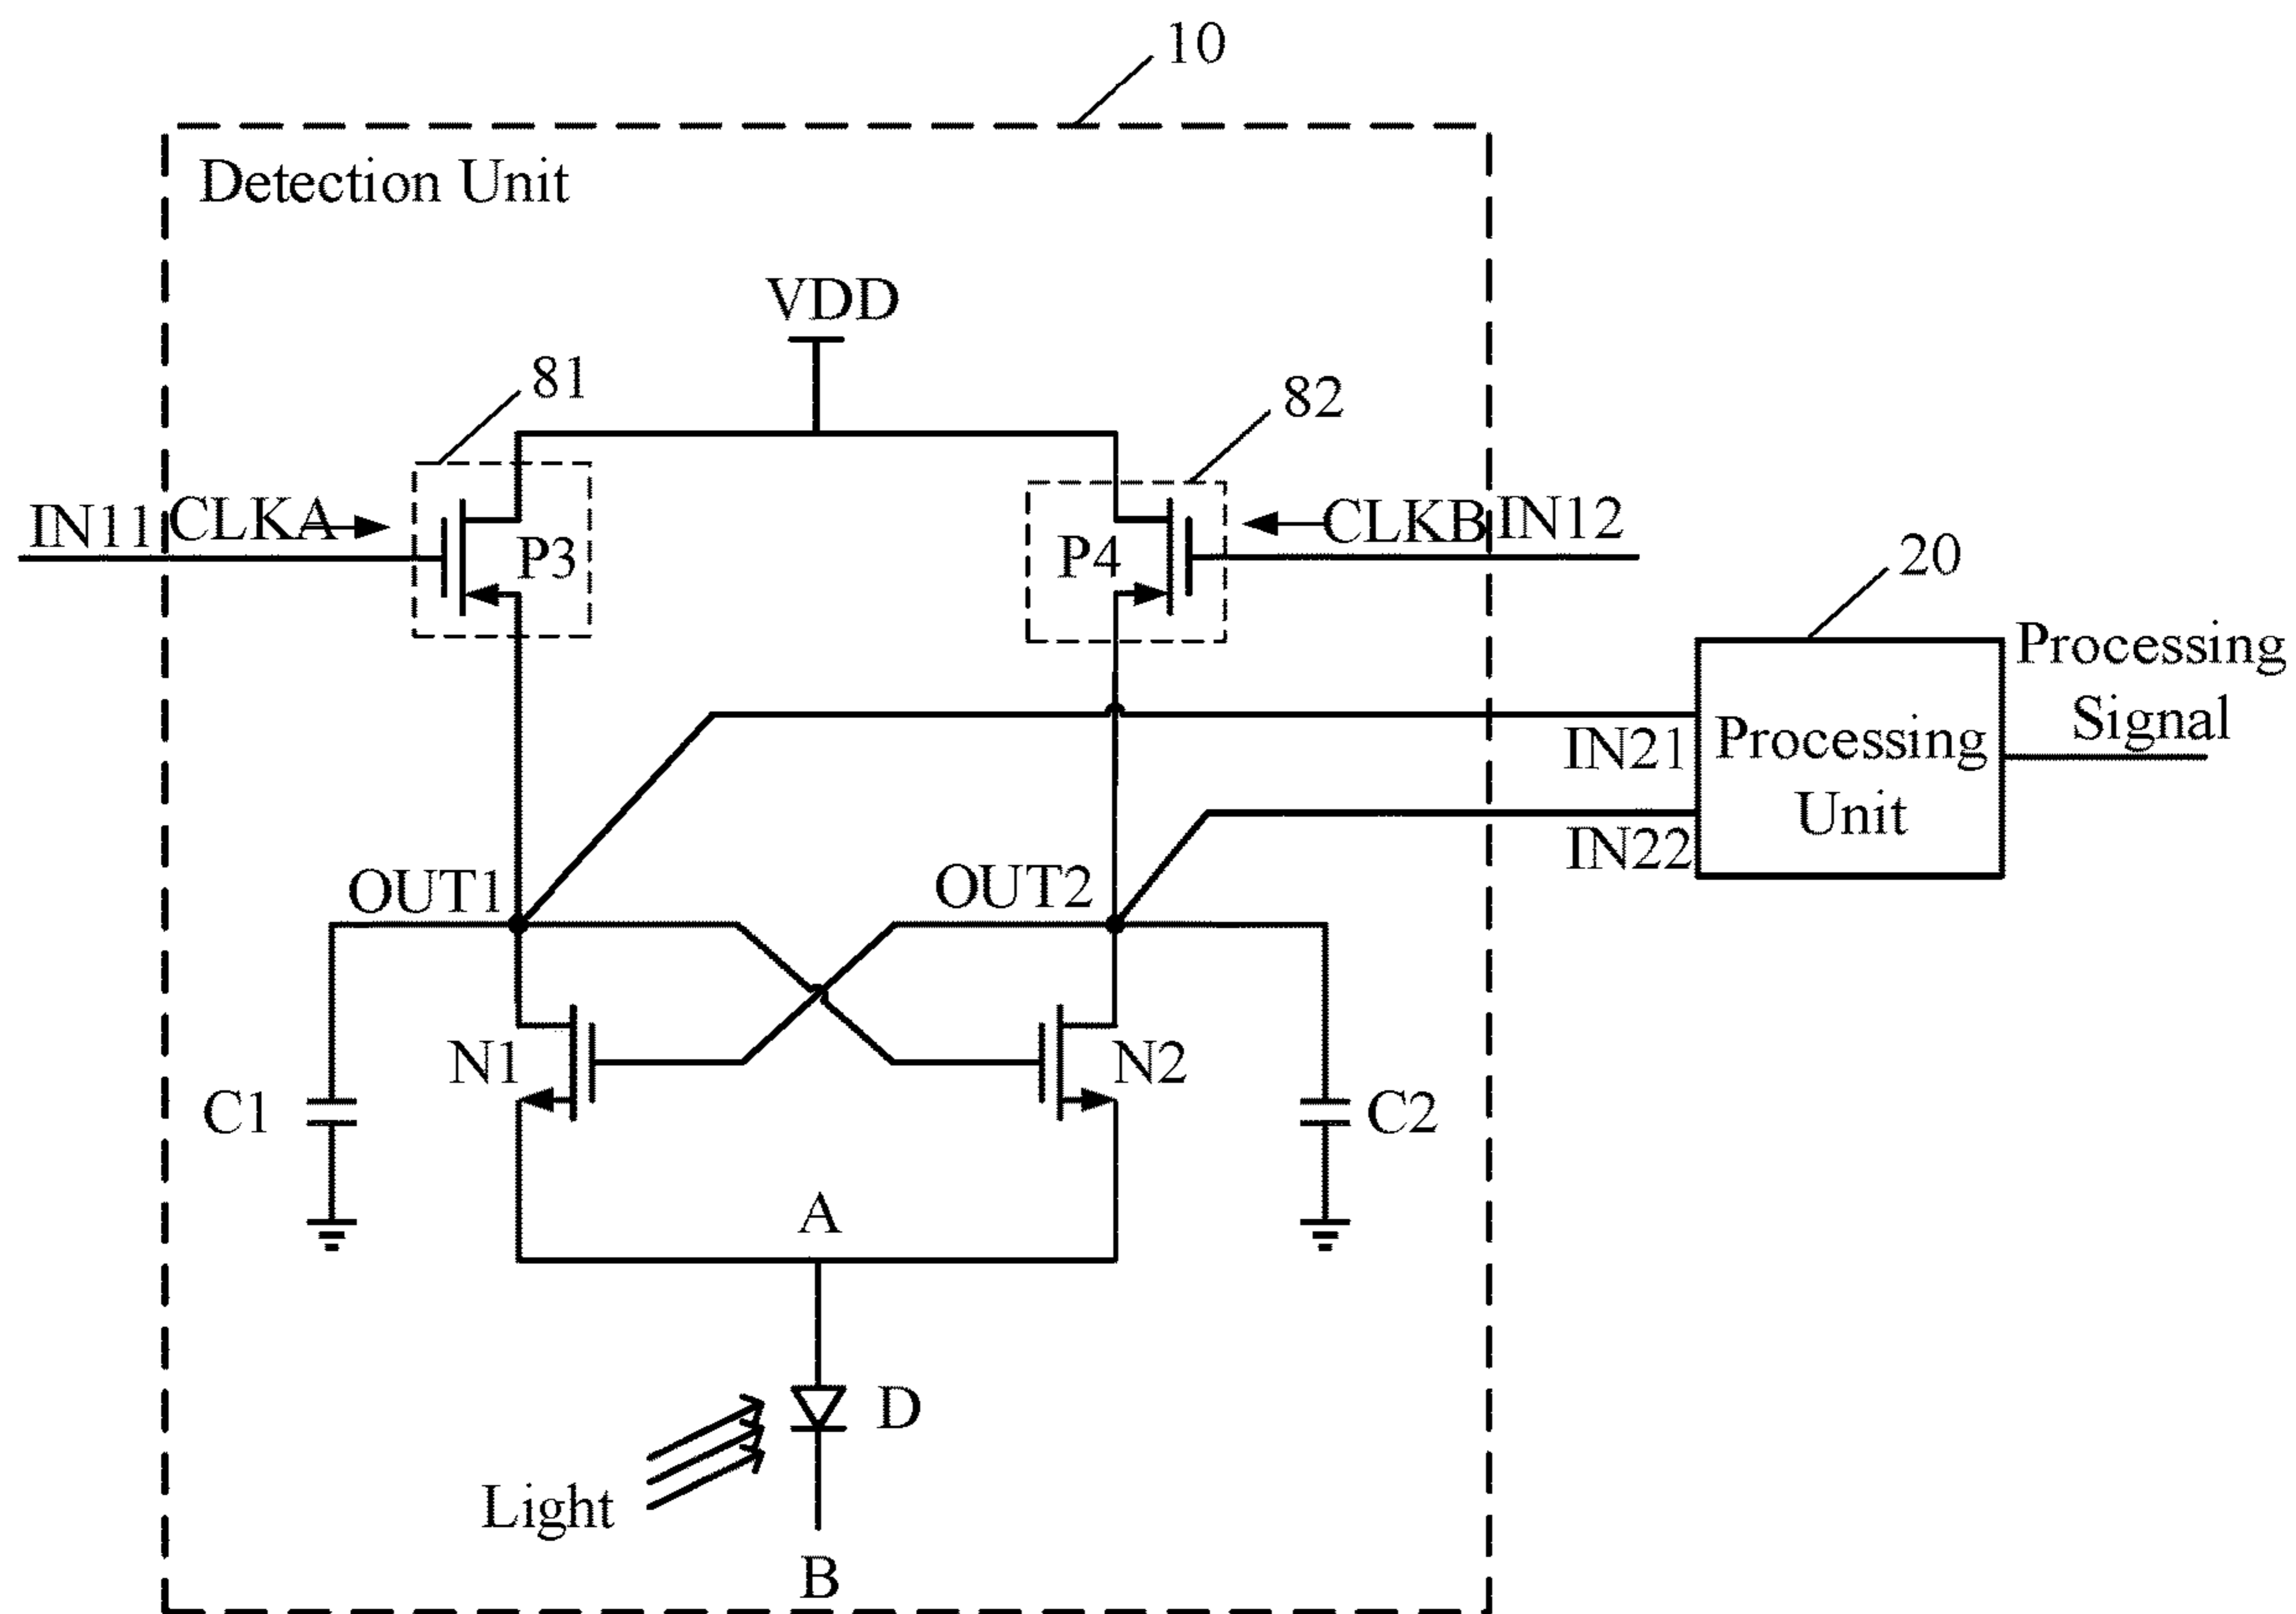 10
Detection Unit
VDD
81
82
IN11
CLKA
P3
P4
CLKB
IN12
20
Processing
Signal
IN21
Processing
Unit
IN22
OUT1
OUT2
N1
N2
C1
C2
A
D
Light
B